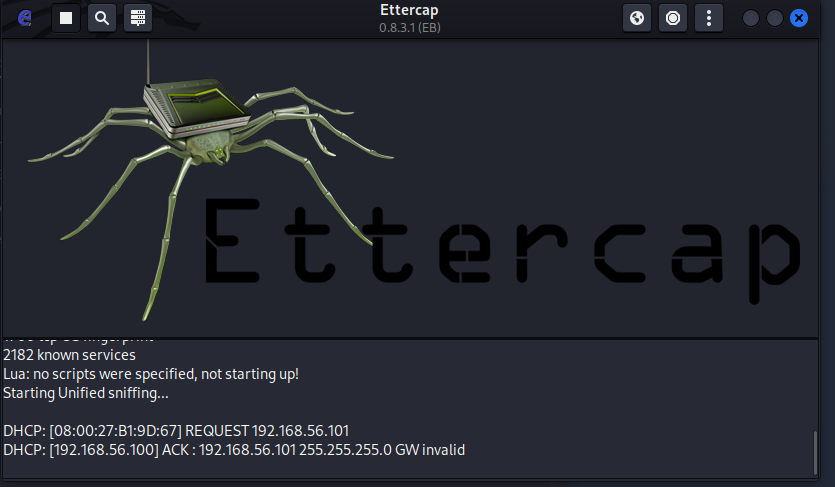 Ettercap
0.8.3.1 (EB)
Ettercap
2182 known services
Lua: no scripts were specified, not starting up!
Starting Unified sniffing...
DHCP: [08:00:27:B1:9D:67] REQUEST 192.168.56.101
DHCP: [192.168.56.100] ACK : 192.168.56.101 255.255.255.0 GW invalid